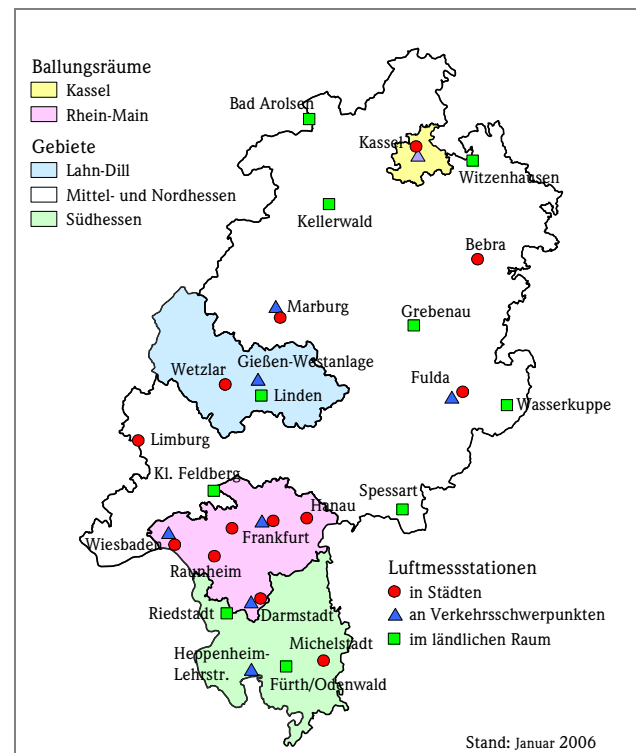 Ballungsräume
Kassel
Rhein-Main
Gebiete
Lahn-Dill
Mittel- und Nordhessen
Südhessen
Bad Arolsen
Kassel
Witzenhausen
Kellerwald
Bebra
Marburg
Grebenau
Gießen-Westanlage
Wetzlar
Linden
Fulda
Wasserkuppe
Limburg
Kl. Feldberg
Spessart
Hanau
Wiesbaden
Frankfurt
Raunheim
Riedstadt
Darmstadt
Michelstadt
Heppenheim-
Lehrstr.
Fürth/Odenwald
Luftmessstationen
in Städten
an Verkehrsschwerpunkten
im ländlichen Raum
Stand: Januar 2006